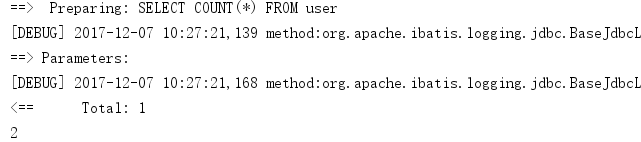 ==>  Preparing: SELECT COUNT(*) FROM user
[DEBUG] 2017-12-07 10:27:21,139 method:org.apache.ibatis.logging.jdbc.BaseJdbcL
==> Parameters:
[DEBUG] 2017-12-07 10:27:21,168 method:org.apache.ibatis.logging.jdbc.BaseJdbcL
<==      Total: 1
2